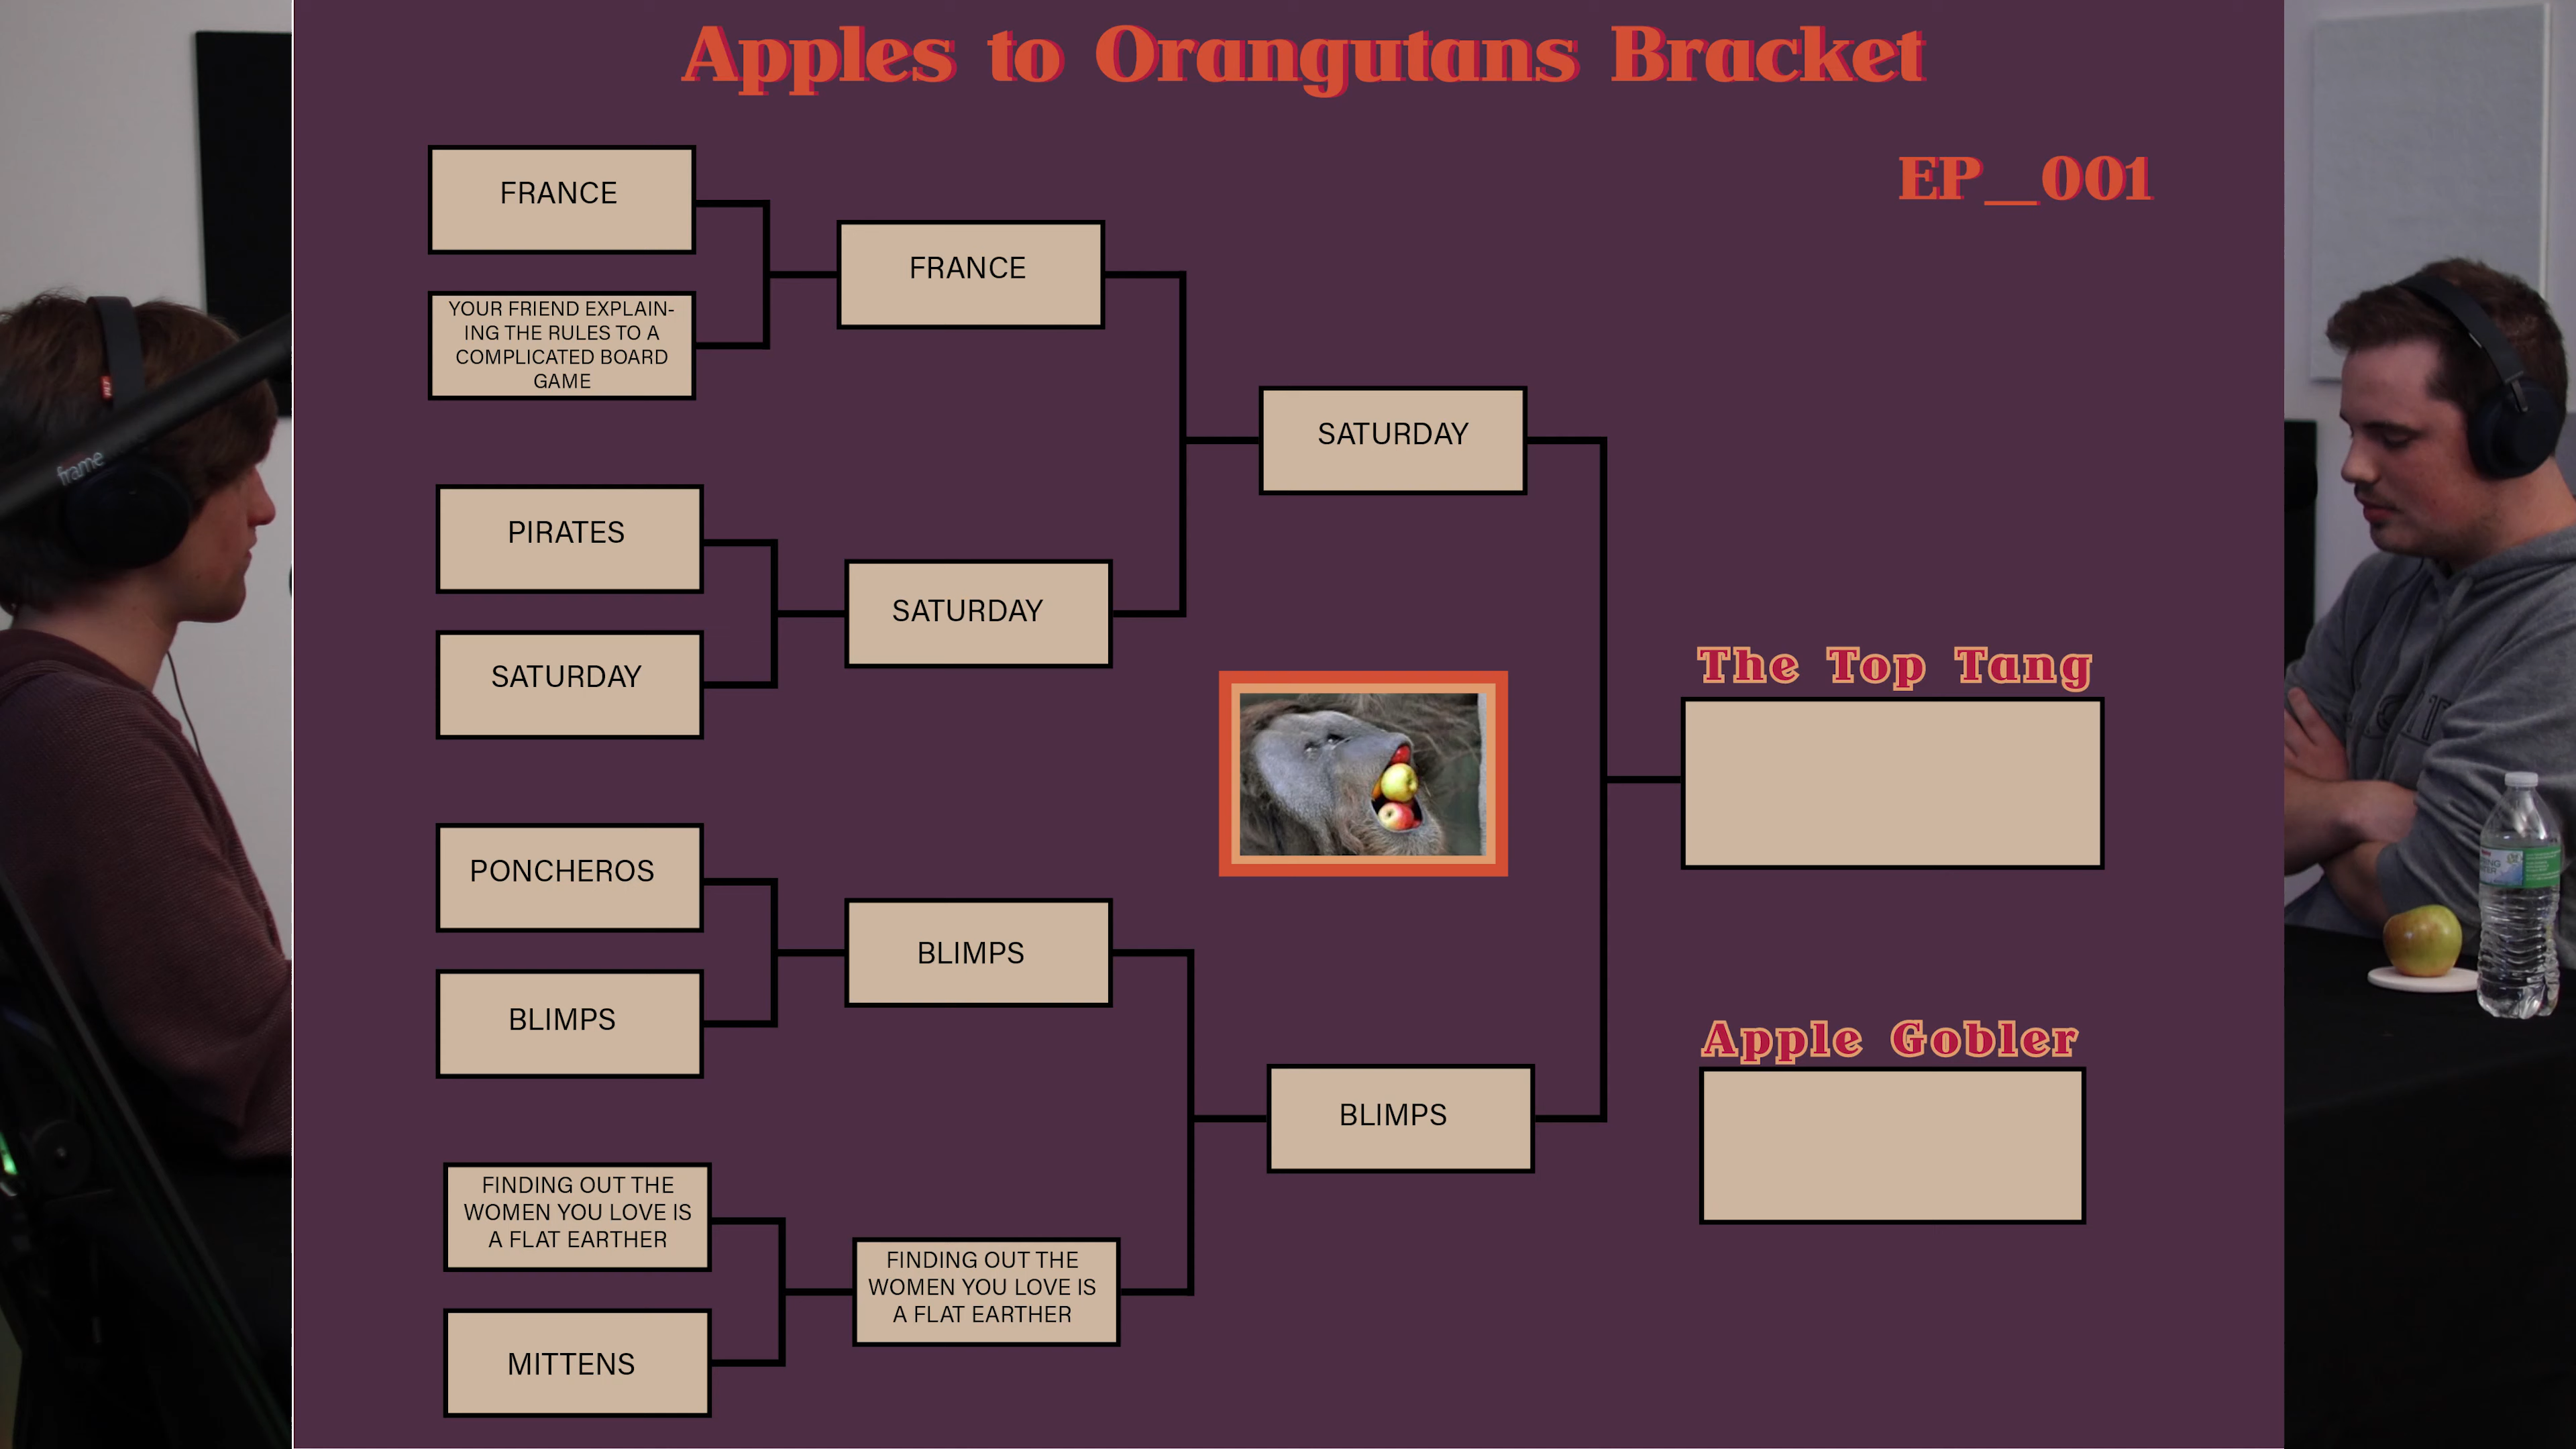 Apples to Orangutans Bracket
EP__001
FRANCE
YOUR FRIEND EXPLAIN-
ING THE RULES TO A
COMPLICATED BOARD
GAME
FRANCE
PIRATES
SATURDAY
SATURDAY
SATURDAY
PONCHEROS
BLIMPS
BLIMPS
FINDING OUT THE
WOMEN YOU LOVE IS
A FLAT EARTHER
MITTENS
FINDING OUT THE
WOMEN YOU LOVE IS
A FLAT EARTHER
BLIMPS
The Top Tang
Apple Gobler
frame